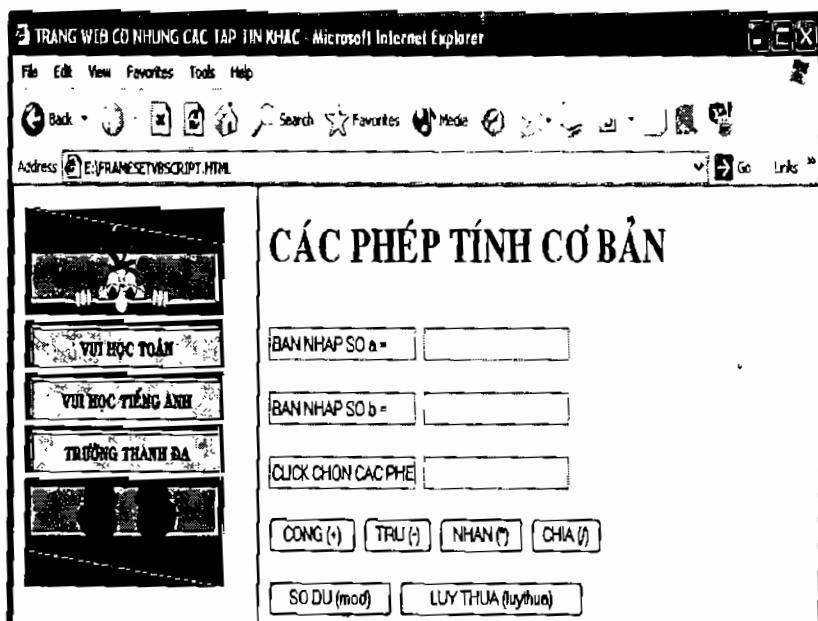 TRANG WEB CO NHUNG CAC TAP TIN KHAC - Microsoft Internet Explorer
File Edit View Favorites Tools Help
Back Search Favorites Media
Address E:\FRAMESETVBSCRIPT.HTML Go Links »
CÁC PHÉP TÍNH CƠ BẢN
VUI HỌC TOÁN
VUI HỌC TIẾNG ANH
TRƯỜNG THÀNH ĐA
BAN NHAP SO a =
BAN NHAP SO b =
CLICK CHON CAC PHE
CONG (+) TRU (-) NHAN (*) CHIA (/)
SO DU (mod) LUY THUA (luythua)